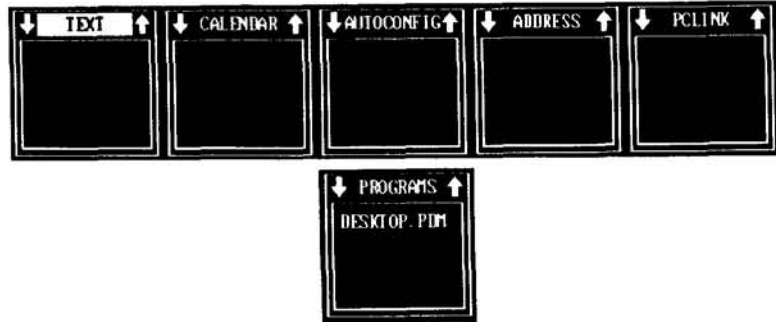 TEXT
CALENDAR
AUTOCONFIG
ADDRESS
PCLINK
PROGRAMS
DESKTOP.PDM